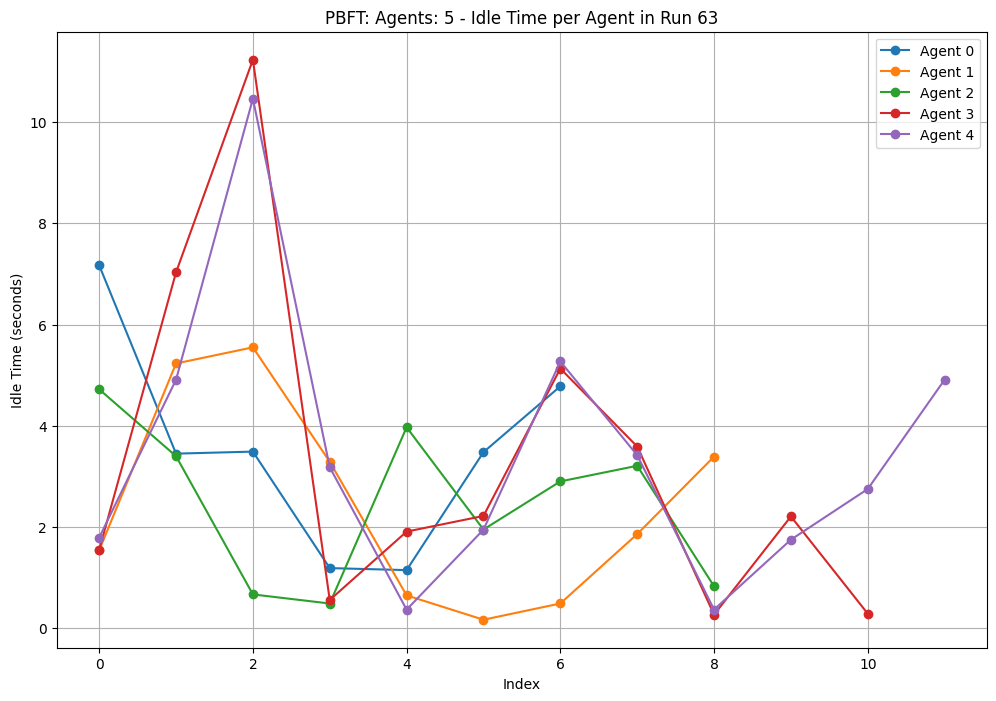 PBFT: Agents: 5 - Idle Time per Agent in Run 63
Agent 0
Agent 1
Agent 2
Agent 3
Agent 4
Idle Time (seconds)
10
8
6
4
2
0
0 2 4 6 8 10
Index